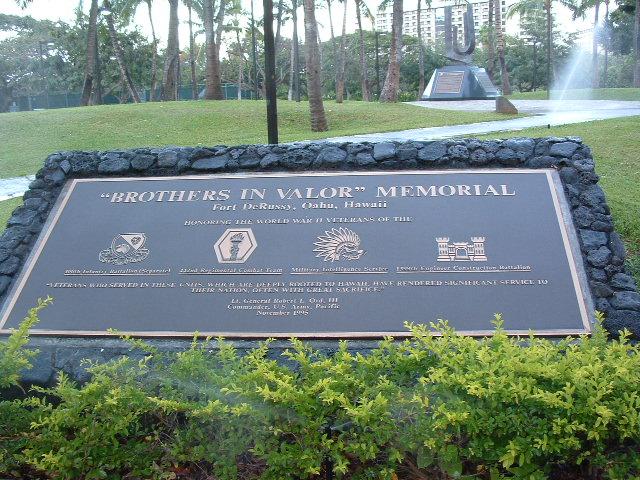 "BROTHERS IN VALOR" MEMORIAL
Fort DeRussy, Oahu, Hawaii
HONORING THE WORLD WAR II VETERANS OF THE
100th Infantry Battalion (Separate) 442nd Regimental Combat Team Military Intelligence Service 1399th Engineer Construction Battalion
"VETERANS WHO SERVED IN THESE UNITS, WHICH ARE DEEPLY ROOTED TO HAWAII, HAVE RENDERED SIGNIFICANT SERVICE TO
THEIR NATION, OFTEN WITH GREAT SACRIFICE."
Lt. General Robert L. Ord, III
Commander, U.S. Army, Pacific
November 1995